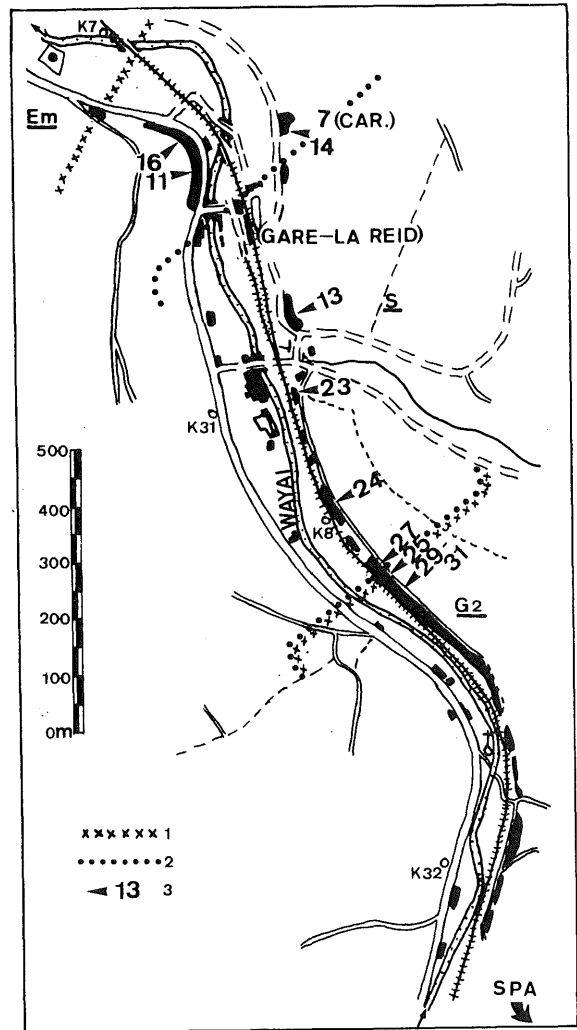 K7
Em
7 (CAR.)
14
16
11
(GARE-LA REID)
13
S
23
K31
500
400
300
200
100
0m
WAYAI
24
K8
27
25
29-31
G2
1
2
13 3
K32
SPA